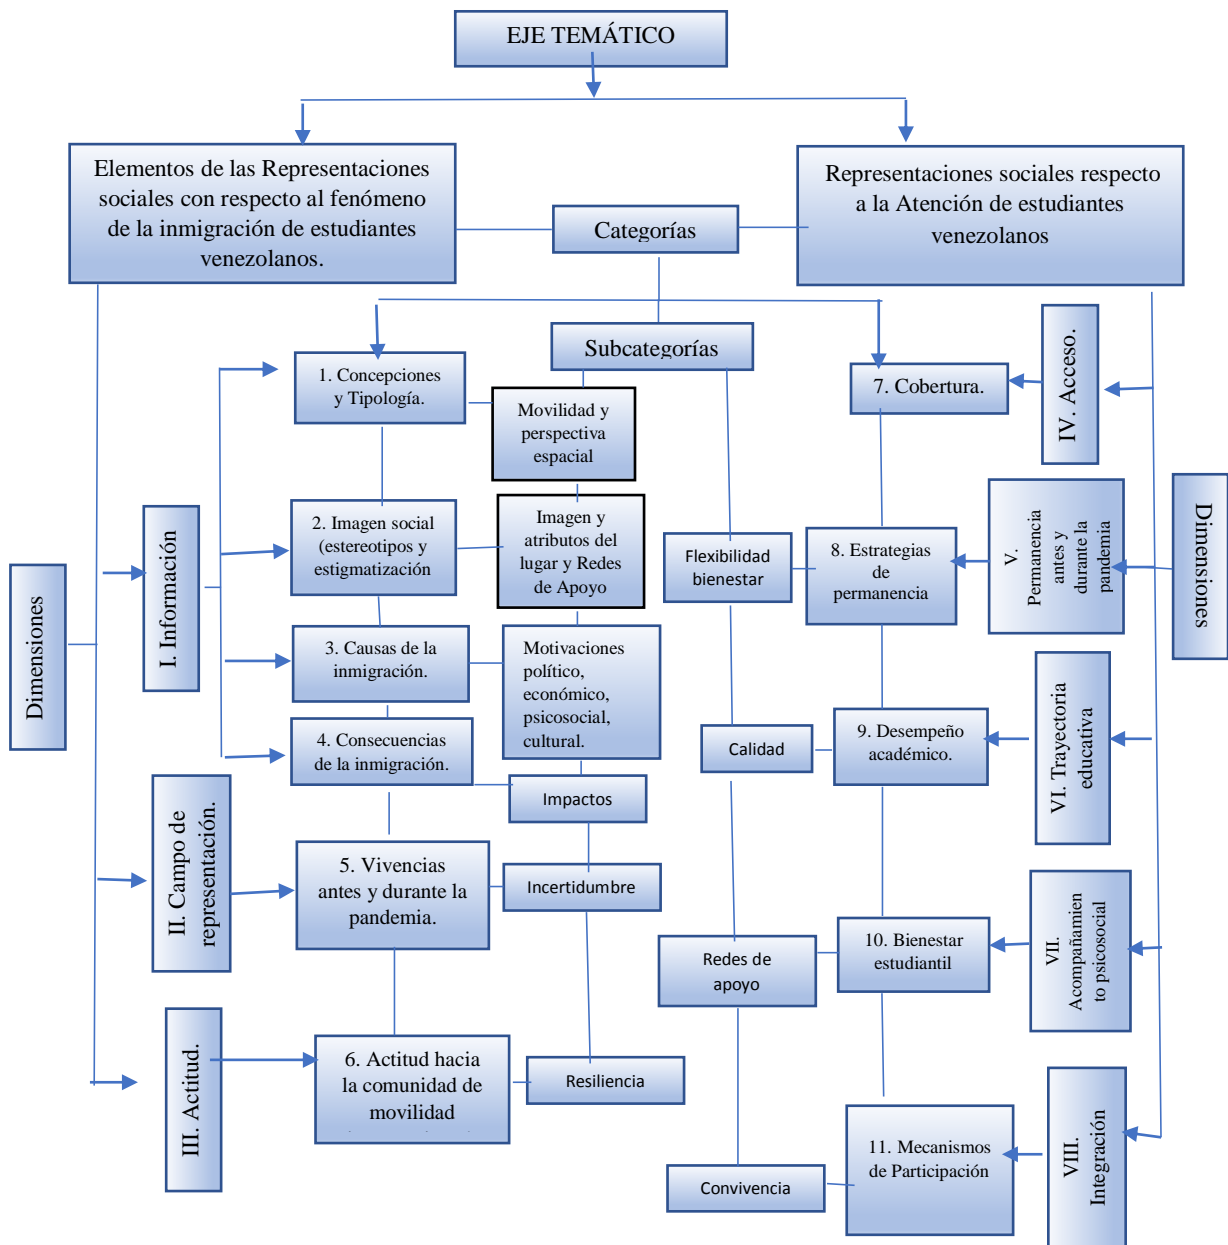 EJE TEMÁTICO
Elementos de las Representaciones
sociales con respecto al fenómeno
de la inmigración de estudiantes
venezolanos.
Representaciones sociales respecto
a la Atención de estudiantes
venezolanos
Categorías
Subcategorías
Dimensiones
I. Información
II. Campo de
representación.
III. Actitud.
1. Concepciones
y Tipología.
2. Imagen social
(estereotipos y
estigmatización
3. Causas de la
inmigración.
4. Consecuencias
de la inmigración.
5. Vivencias
antes y durante la
pandemia.
6. Actitud hacia
la comunidad de
movilidad
Movilidad y
perspectiva
espacial
Imagen y
atributos del
lugar y Redes de
Apoyo
Motivaciones
político,
económico,
psicosocial,
cultural.
Impactos
Incertidumbre
Resiliencia
Flexibilidad
bienestar
Calidad
Redes de
apoyo
Convivencia
7. Cobertura.
8. Estrategias
de
permanencia
9. Desempeño
académico.
10. Bienestar
estudiantil
11. Mecanismos
de Participación
IV. Acceso.
V.
Permanencia
antes y
durante la
pandemia
VI. Trayectoria
educativa
VII.
Acompañamien
to psicosocial
VIII.
Integración
Dimensiones